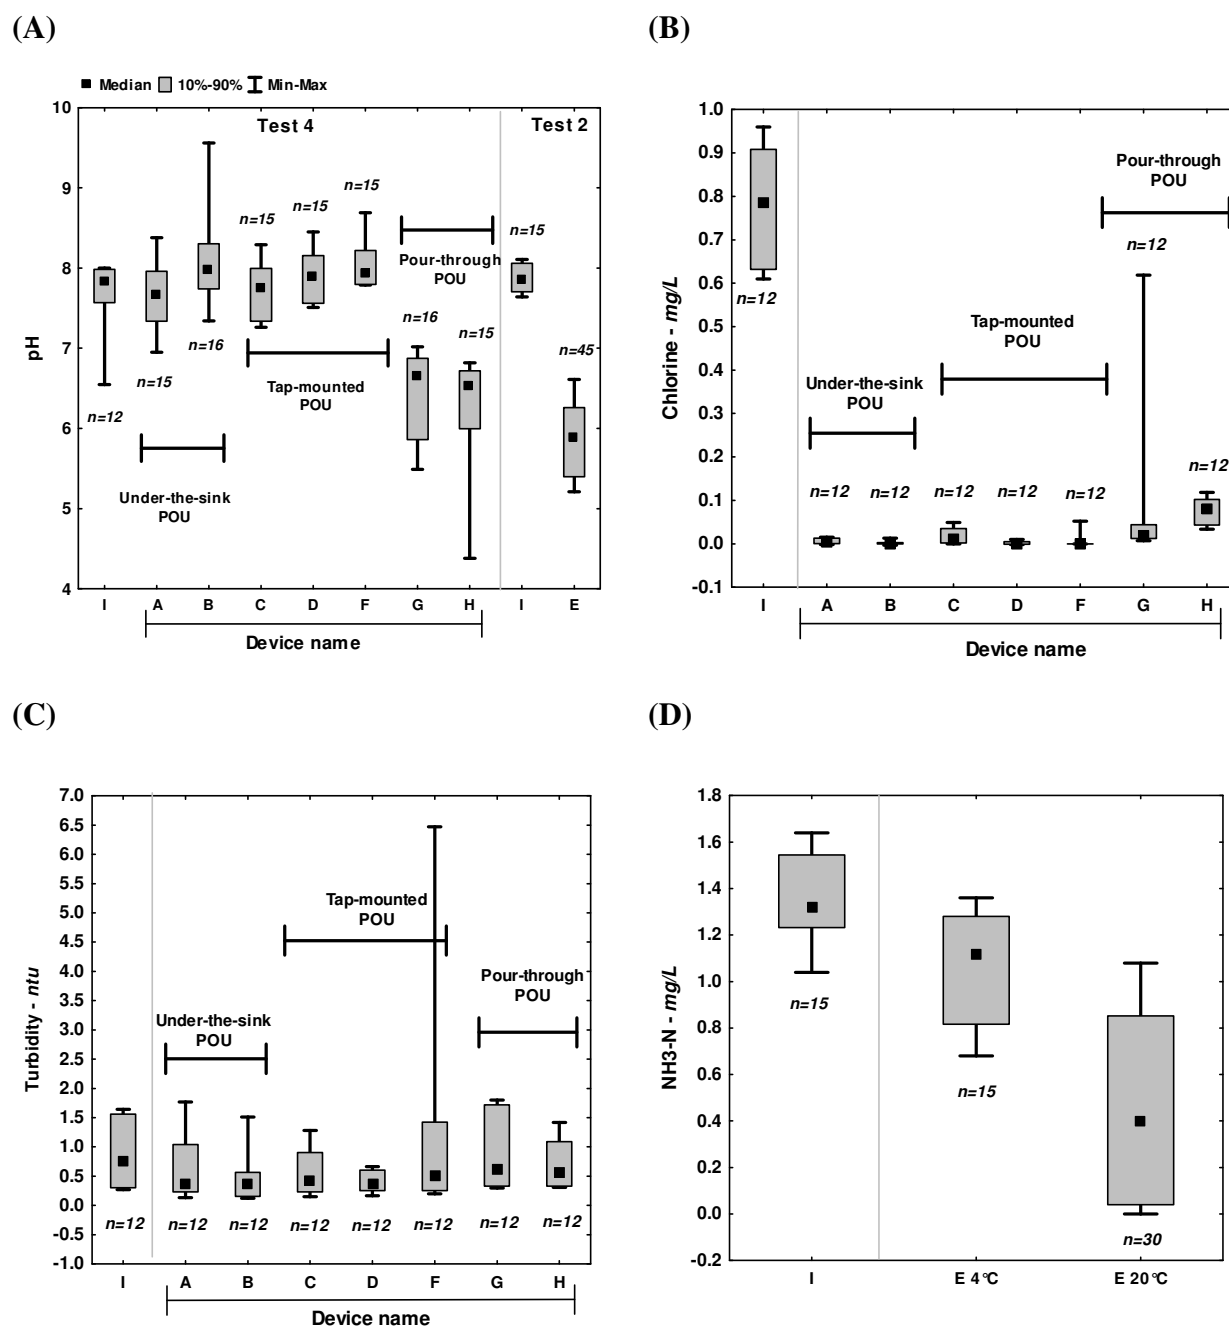 (A)
Median 10%-90% Min-Max
10
9
8
7
6
5
4
pH
Test 4
Test 2
n=12
n=15
n=16
n=15
n=15
n=15
n=16
n=15
n=15
n=45
Under-the-sink
POU
Tap-mounted
POU
Pour-through
POU
I A B C D F G H I E
Device name
(B)
1.0
0.9
0.8
0.7
0.6
0.5
0.4
0.3
0.2
0.1
0.0
-0.1
Chlorine - mg/L
n=12
n=12
n=12
n=12
n=12
n=12
n=12
n=12
Under-the-sink
POU
Tap-mounted
POU
Pour-through
POU
I A B C D F G H
Device name
(C)
7.0
6.5
6.0
5.5
5.0
4.5
4.0
3.5
3.0
2.5
2.0
1.5
1.0
0.5
0.0
-0.5
-1.0
Turbidity - ntu
Under-the-sink
POU
Tap-mounted
POU
Pour-through
POU
n=12 n=12 n=12 n=12 n=12 n=12 n=12 n=12
I A B C D F G H
Device name
(D)
1.8
1.6
1.4
1.2
1.0
0.8
0.6
0.4
0.2
0.0
-0.2
NH3-N - mg/L
n=15
n=15
n=30
I E 4°C E 20°C